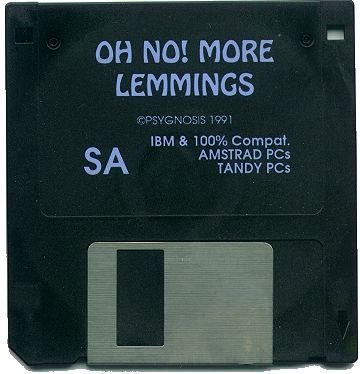 OH NO! MORE
LEMMINGS
©PSYGNOSIS 1991
SA
IBM & 100% Compat.
AMSTRAD PCs
TANDY PCs